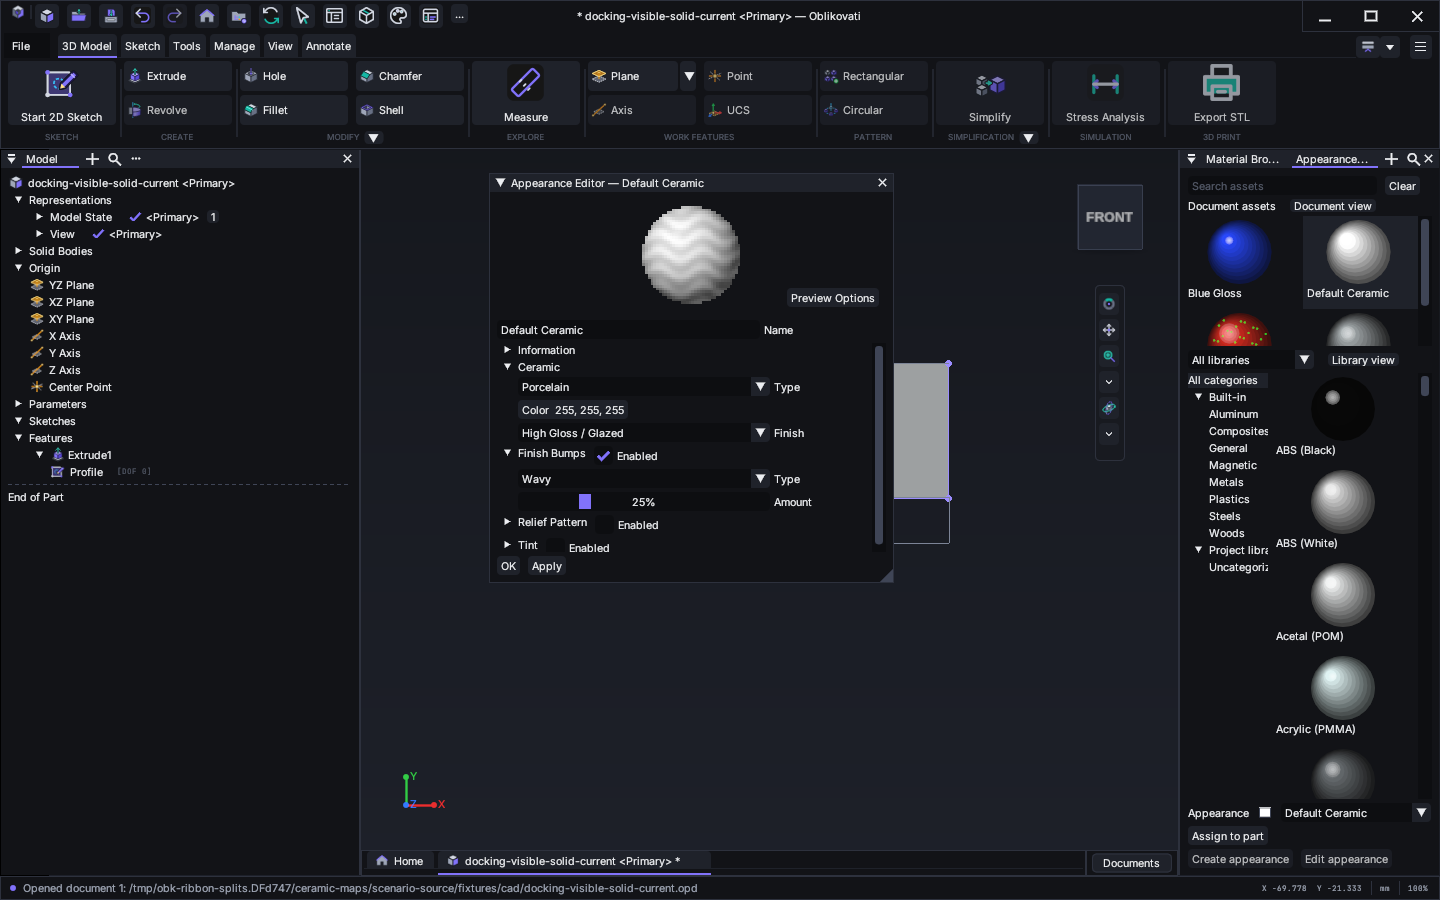 * docking-visible-solid-current <Primary> — Oblikovati
File
3D Model
Sketch
Tools
Manage
View
Annotate
Start 2D Sketch
SKETCH
Extrude
Revolve
CREATE
Hole
Fillet
Chamfer
Shell
MODIFY
Measure
EXPLORE
Plane
Axis
Point
UCS
WORK FEATURES
Rectangular
Circular
PATTERN
Simplify
SIMPLIFICATION
Stress Analysis
SIMULATION
Export STL
3D PRINT
Model
docking-visible-solid-current <Primary>
Representations
Model State <Primary> 1
View <Primary>
Solid Bodies
Origin
YZ Plane
XZ Plane
XY Plane
X Axis
Y Axis
Z Axis
Center Point
Parameters
Sketches
Features
Extrude1
Profile [DOF 0]
End of Part
Appearance Editor — Default Ceramic
Preview Options
Default Ceramic Name
Information
Ceramic
Porcelain Type
Color 255, 255, 255
High Gloss / Glazed Finish
Finish Bumps Enabled
Wavy Type
25% Amount
Relief Pattern Enabled
Tint Enabled
OK Apply
FRONT
Y
Z X
Material Bro... Appearance...
Search assets Clear
Document assets Document view
Blue Gloss Default Ceramic
All libraries Library view
All categories
Built-in
Aluminum
Composites
General
Magnetic
Metals
Plastics
Steels
Woods
Project libra
Uncategoriz
ABS (Black)
ABS (White)
Acetal (POM)
Acrylic (PMMA)
Appearance Default Ceramic
Assign to part
Create appearance Edit appearance
Home
docking-visible-solid-current <Primary> *
Documents
Opened document 1: /tmp/obk-ribbon-splits.DFd747/ceramic-maps/scenario-source/fixtures/cad/docking-visible-solid-current.opd
X -69.778 Y -21.333 mm 100%